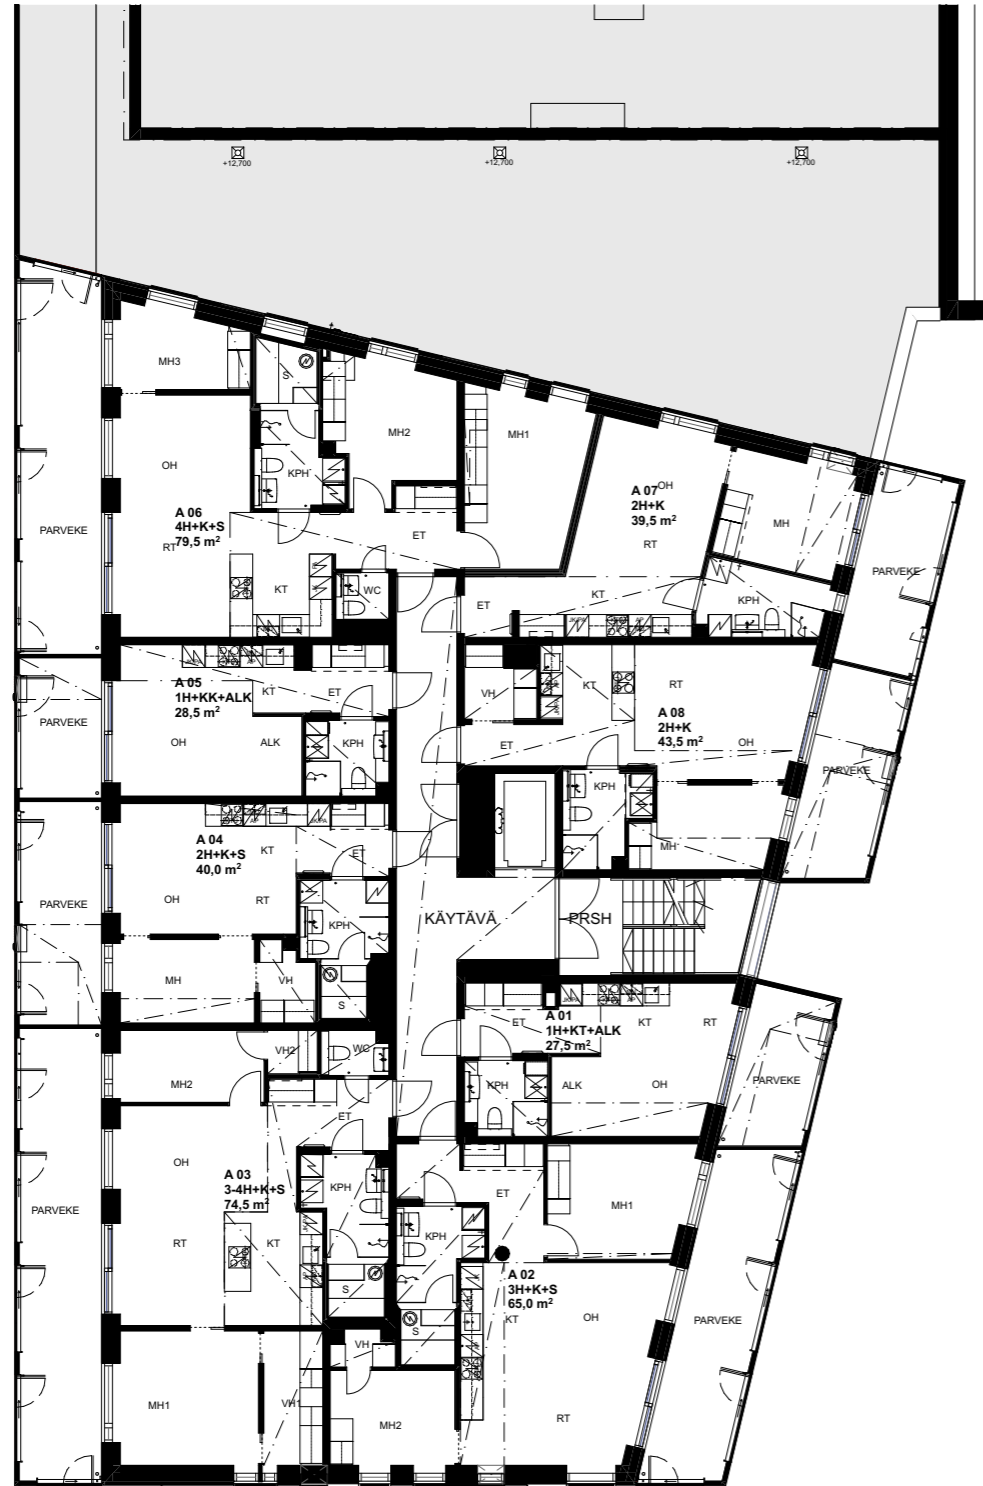 +12,700
+12,700
+12,700
MH3
S
MH2
MH1
OH
KPH
A 06
4H+K+S
79,5 m²
RT
ET
PARVEKE
KT
WC
A 07
2H+K
39,5 m²
OH
RT
MH
PARVEKE
ET
KT
KPH
A 05
1H+KK+ALK
28,5 m²
KT
ET
PARVEKE
OH
ALK
KPH
VH
KT
RT
A 08
2H+K
43,5 m²
ET
OH
PARVEKE
KPH
MH
A 04
2H+K+S
40,0 m²
KT
ET
PARVEKE
OH
RT
KPH
KÄYTÄVÄ
PRSH
MH
VH
S
A 01
1H+KT+ALK
27,5 m²
ET
KT
RT
VH2
WC
MH2
KPH
ALK
OH
PARVEKE
ET
OH
A 03
3-4H+K+S
74,5 m²
KPH
PARVEKE
RT
KT
ET
MH1
KPH
A 02
3H+K+S
65,0 m²
S
KT
OH
PARVEKE
S
VH
MH1
VH1
MH2
RT